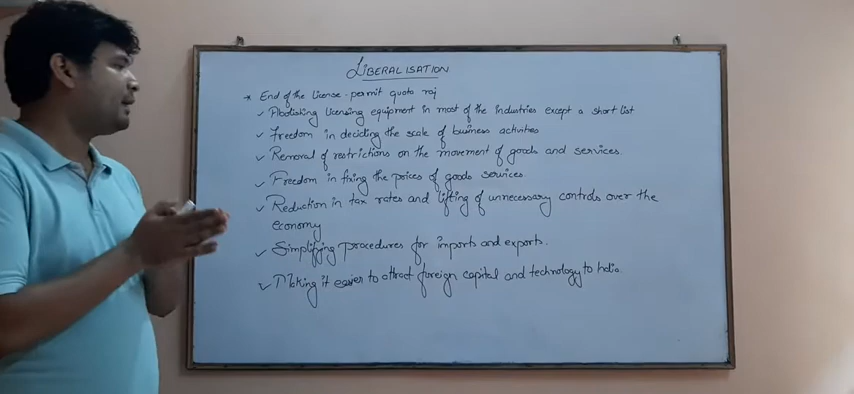 LIBERALISATION
* End of the License - permit quota raj
✓ Abolishing licensing equipment in most of the industries except a short list
✓ Freedom in deciding the scale of business activities
✓ Removal of restrictions on the movement of goods and services.
✓ Freedom in fixing the prices of goods services
✓ Reduction in tax rates and lifting of unnecessary controls over the
economy
✓ Simplifying procedures for imports and exports.
✓ Making it easier to attract foreign capital and technology to India.